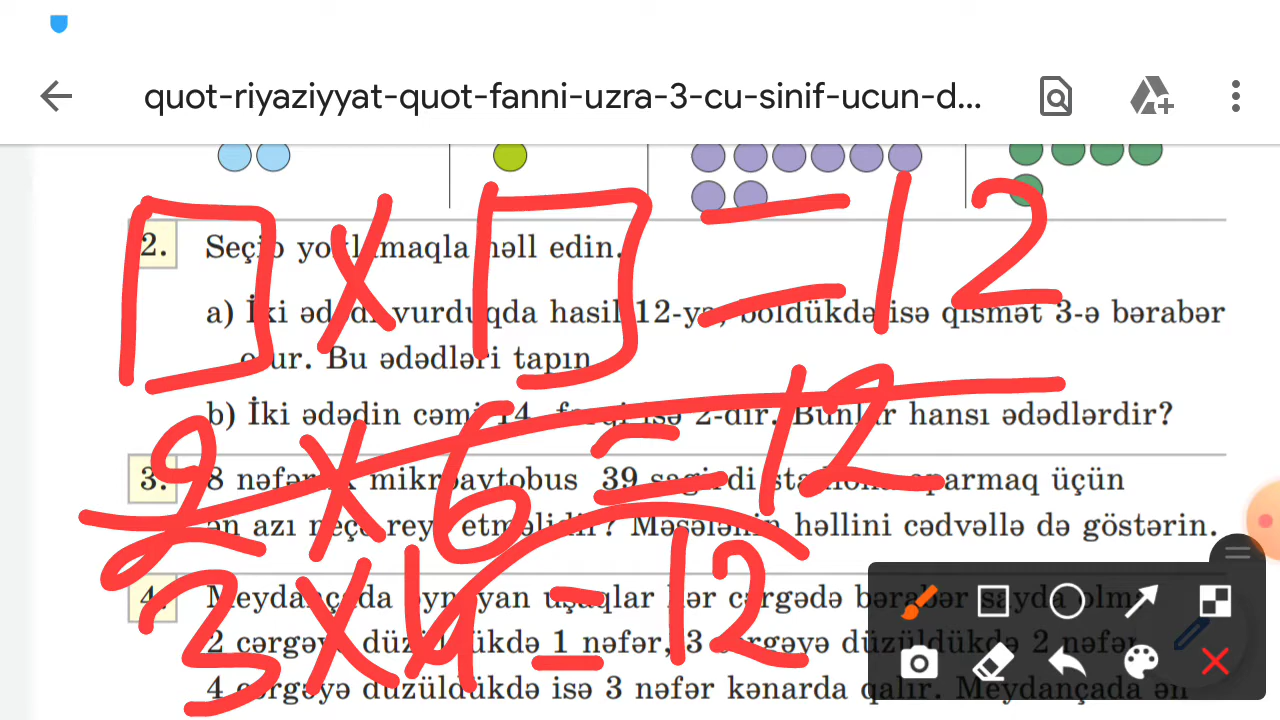 quot-riyaziyyat-quot-fanni-uzra-3-cu-sinif-ucun-d...
2. Seçib yoxlamaqla həll edin.
□ x □ = 12
a) İki ədədi vurduqda hasil 12-yə, böldükdə isə qismət 3-ə bərabər
olur. Bu ədədləri tapın.
b) İki ədədin cəmi 14, fərqi isə 2-dir. Bunlar hansı ədədlərdir?
2 x 6 = 12
3. 8 nəfərlik mikroavtobus 39 şagirdi stadiona aparmaq üçün
ən azı neçə reys etməlidir? Məsələnin həllini cədvəllə də göstərin.
3 x 4 = 12
4. Meydançada oynayan uşaqlar hər cərgədə bərabər sayda olma
2 cərgəyə düzüldükdə 1 nəfər, 3 cərgəyə düzüldükdə 2 nəfər
4 cərgəyə düzüldükdə isə 3 nəfər kənarda qalır. Meydançada ən